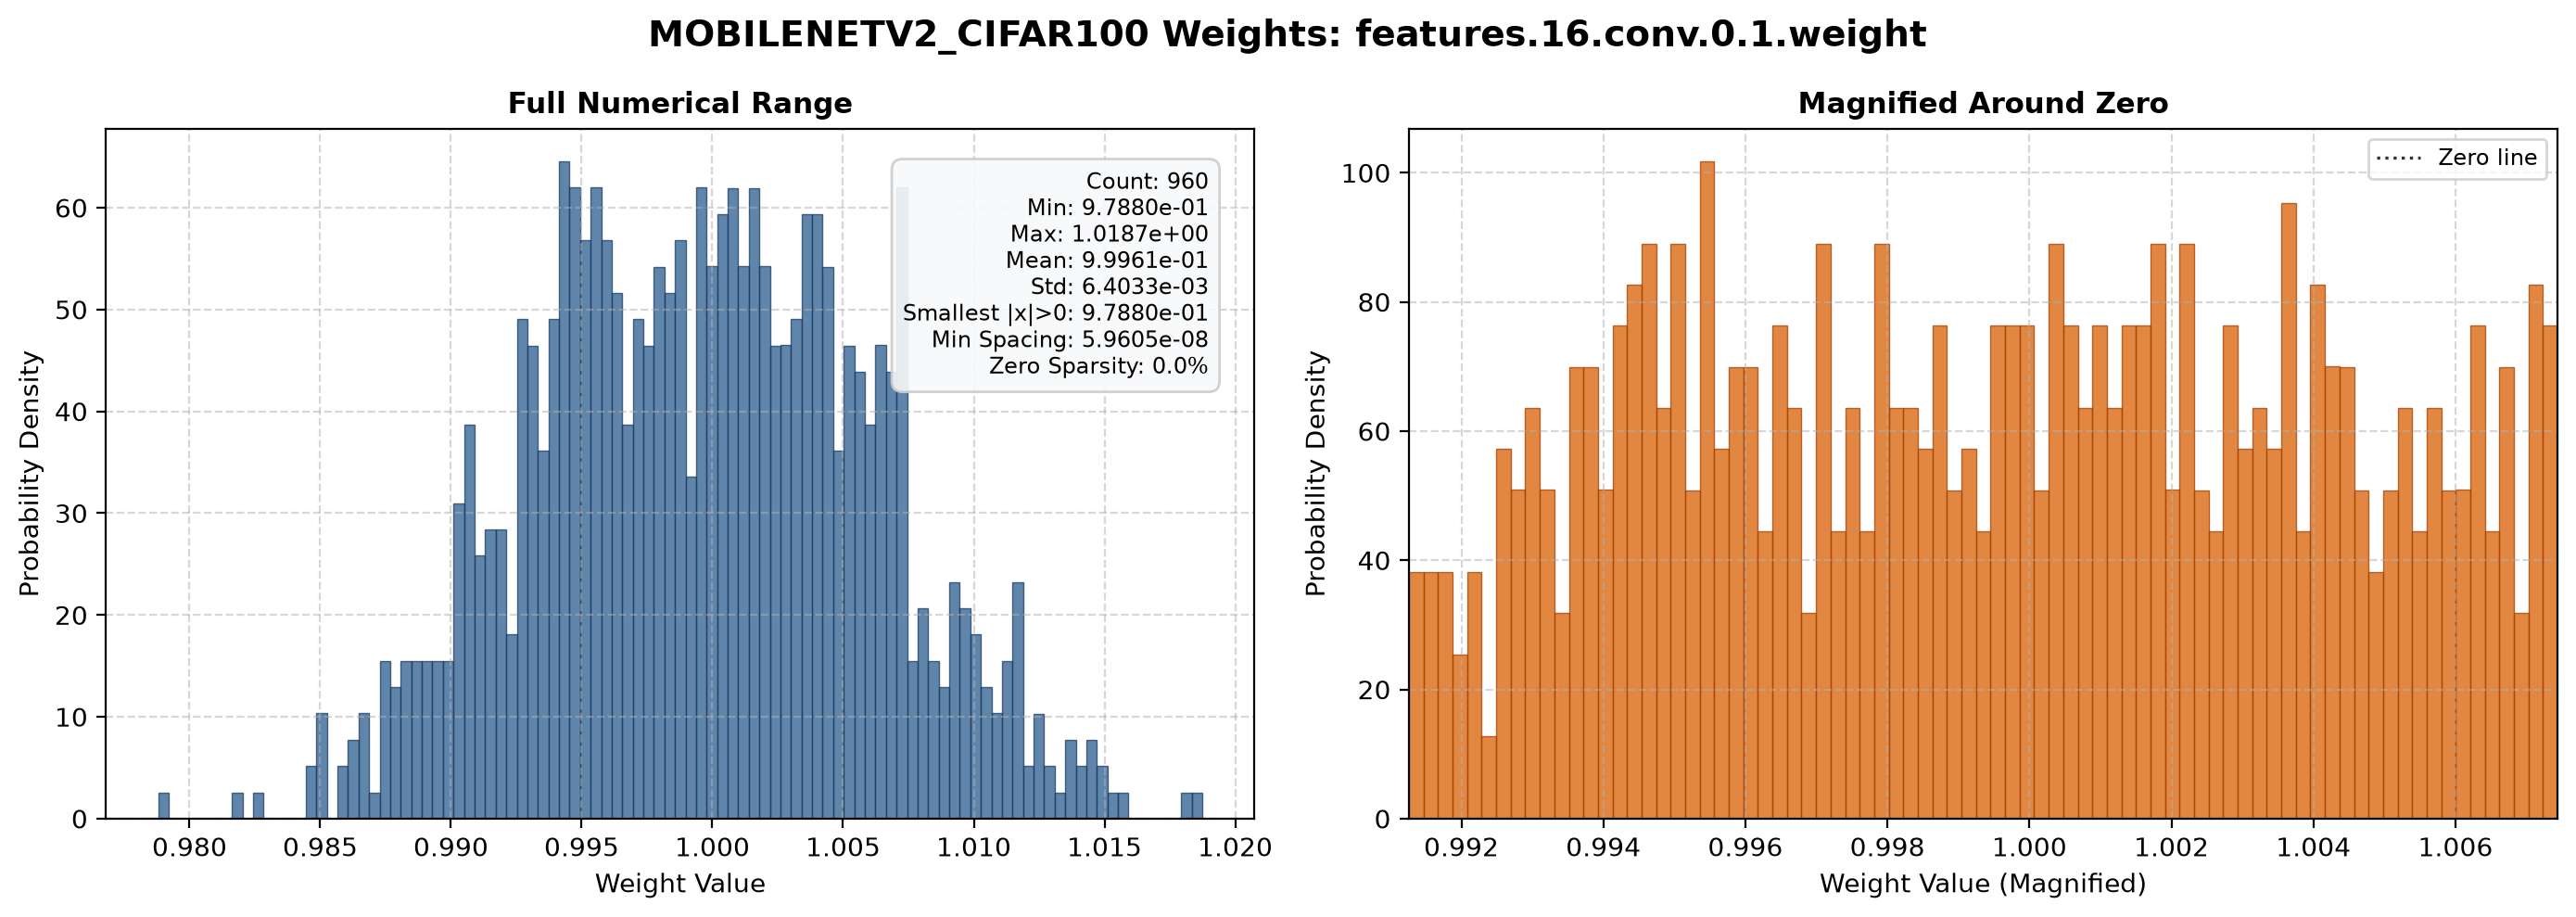 MOBILENETV2_CIFAR100 Weights: features.16.conv.0.1.weight
Full Numerical Range
Probability Density
60
50
40
30
20
10
0
Count: 960
Min: 9.7880e-01
Max: 1.0187e+00
Mean: 9.9961e-01
Std: 6.4033e-03
Smallest |x|>0: 9.7880e-01
Min Spacing: 5.9605e-08
Zero Sparsity: 0.0%
0.980 0.985 0.990 0.995 1.000 1.005 1.010 1.015 1.020
Weight Value
Magnified Around Zero
Probability Density
100
80
60
40
20
0
Zero line
0.992 0.994 0.996 0.998 1.000 1.002 1.004 1.006
Weight Value (Magnified)